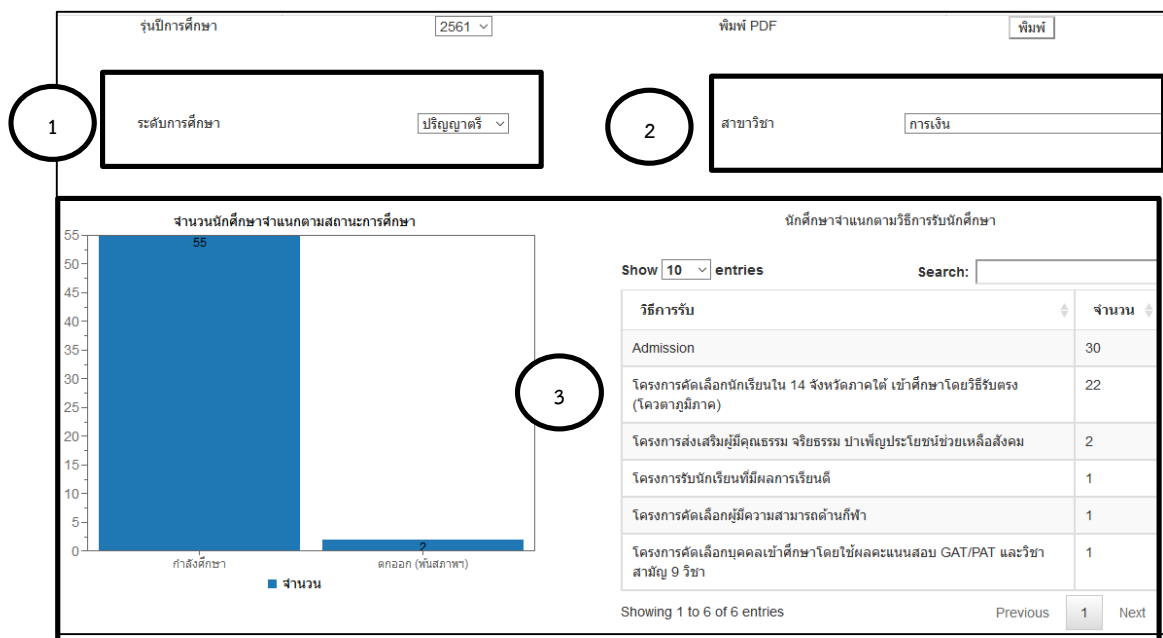 รุ่นปีการศึกษา 2561 พิมพ์ PDF พิมพ์
1 ระดับการศึกษา ปริญญาตรี 2 สาขาวิชา การเงิน
จำนวนนักศึกษาจำแนกตามสถานะการศึกษา
55
50
45
40
35
30
25
20
15
10
5
0
55
2
กำลังศึกษา ตกออก (พ้นสภาพฯ)
จำนวน
3
นักศึกษาจำแนกตามวิธีการรับนักศึกษา
Show 10 entries Search:
วิธีการรับ จำนวน
Admission 30
โครงการคัดเลือกนักเรียนใน 14 จังหวัดภาคใต้ เข้าศึกษาโดยวิธีรับตรง 22
(โควตาภูมิภาค)
โครงการส่งเสริมผู้มีคุณธรรม จริยธรรม บำเพ็ญประโยชน์ช่วยเหลือสังคม 2
โครงการรับนักเรียนที่มีผลการเรียนดี 1
โครงการคัดเลือกผู้มีความสามารถด้านกีฬา 1
โครงการคัดเลือกบุคคลเข้าศึกษาโดยใช้ผลคะแนนสอบ GAT/PAT และวิชา 1
สามัญ 9 วิชา
Showing 1 to 6 of 6 entries Previous 1 Next